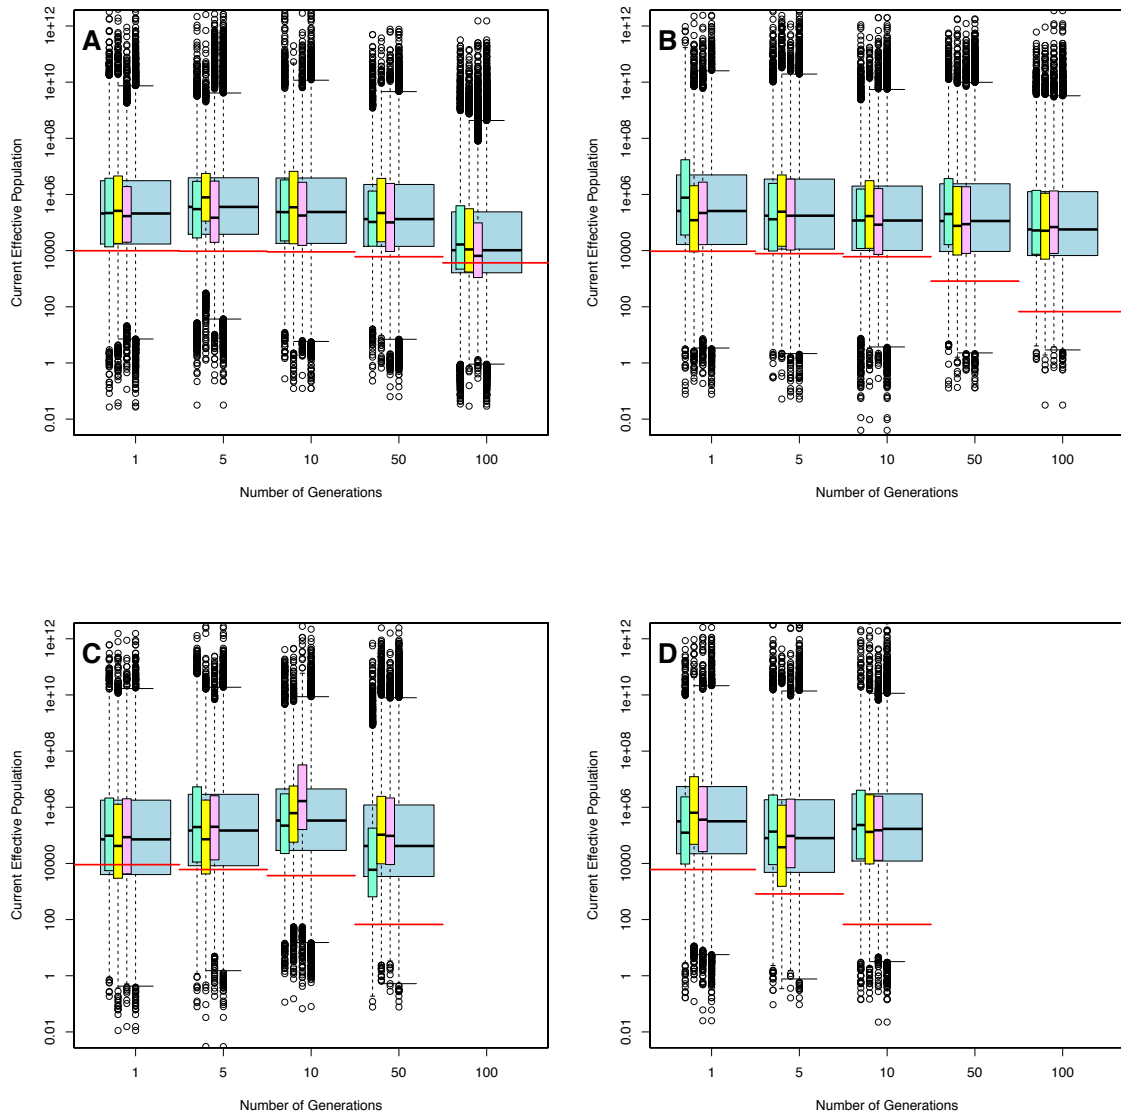 A
Current Effective Population
1e+12
1e+10
1e+08
1e+06
10000
100
1
0.01
1 5 10 50 100
Number of Generations
B
Current Effective Population
1e+12
1e+10
1e+08
1e+06
10000
100
1
0.01
1 5 10 50 100
Number of Generations
C
Current Effective Population
1e+12
1e+10
1e+08
1e+06
10000
100
1
0.01
1 5 10 50 100
Number of Generations
D
Current Effective Population
1e+12
1e+10
1e+08
1e+06
10000
100
1
0.01
1 5 10 50 100
Number of Generations